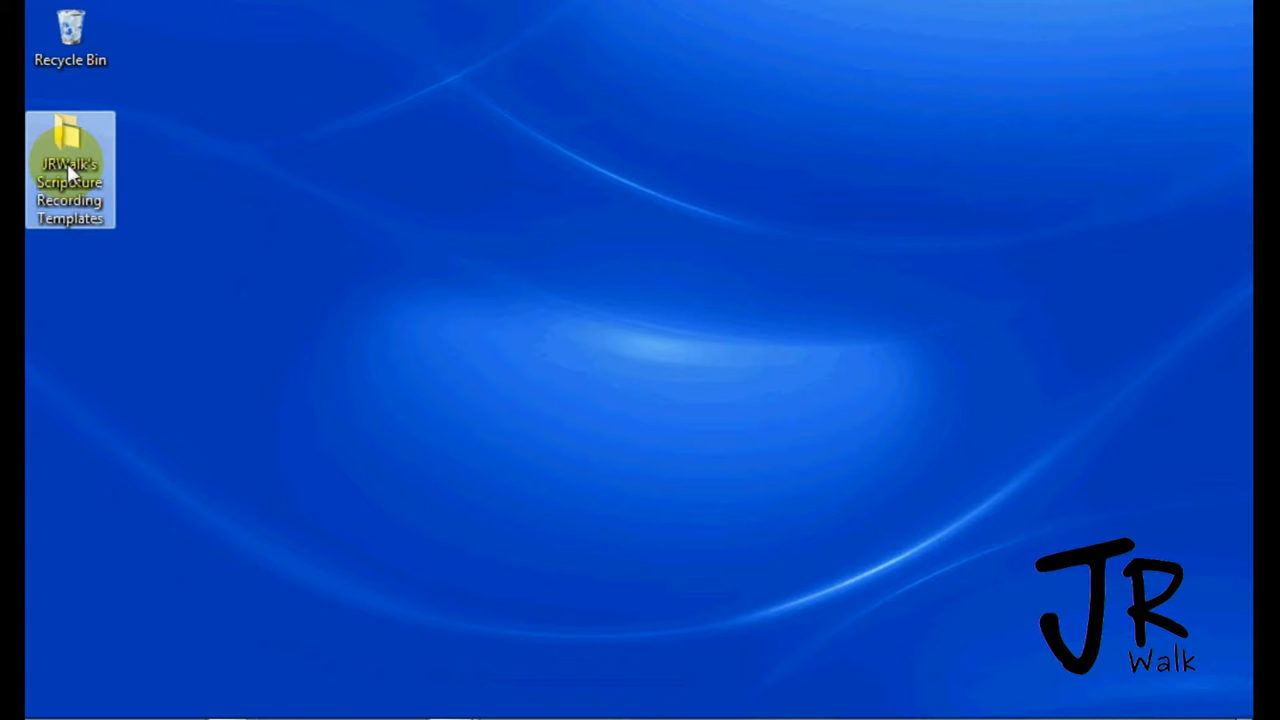 Recycle Bin
JRWalk's
Scripture
Recording
Templates
JR
Walk